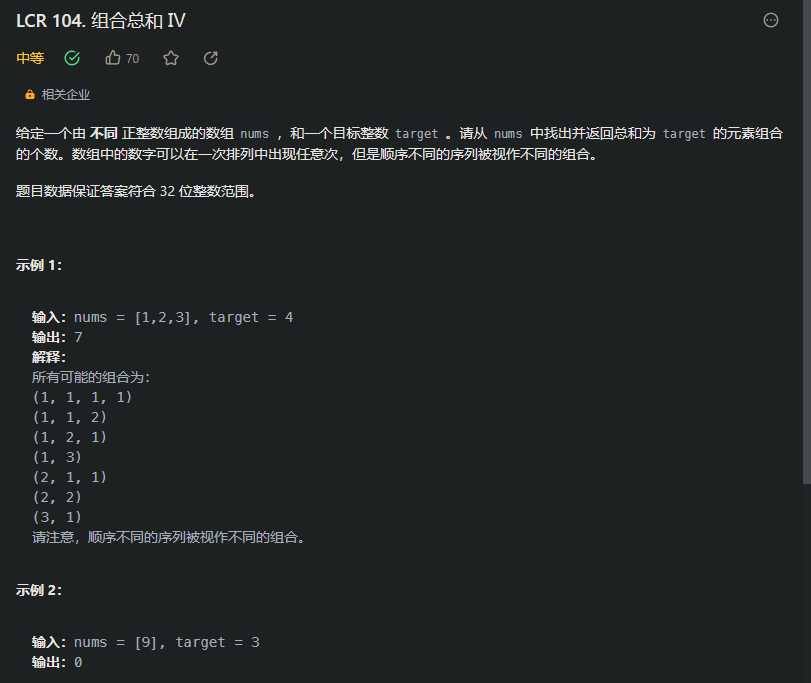 LCR 104. 组合总和 Ⅳ
中等 70
相关企业
给定一个由 不同 正整数组成的数组 nums ，和一个目标整数 target 。请从 nums 中找出并返回总和为 target 的元素组合
的个数。数组中的数字可以在一次排列中出现任意次，但是顺序不同的序列被视作不同的组合。
题目数据保证答案符合 32 位整数范围。
示例 1：
输入：nums = [1,2,3], target = 4
输出：7
解释：
所有可能的组合为：
(1, 1, 1, 1)
(1, 1, 2)
(1, 2, 1)
(1, 3)
(2, 1, 1)
(2, 2)
(3, 1)
请注意，顺序不同的序列被视作不同的组合。
示例 2：
输入：nums = [9], target = 3
输出：0